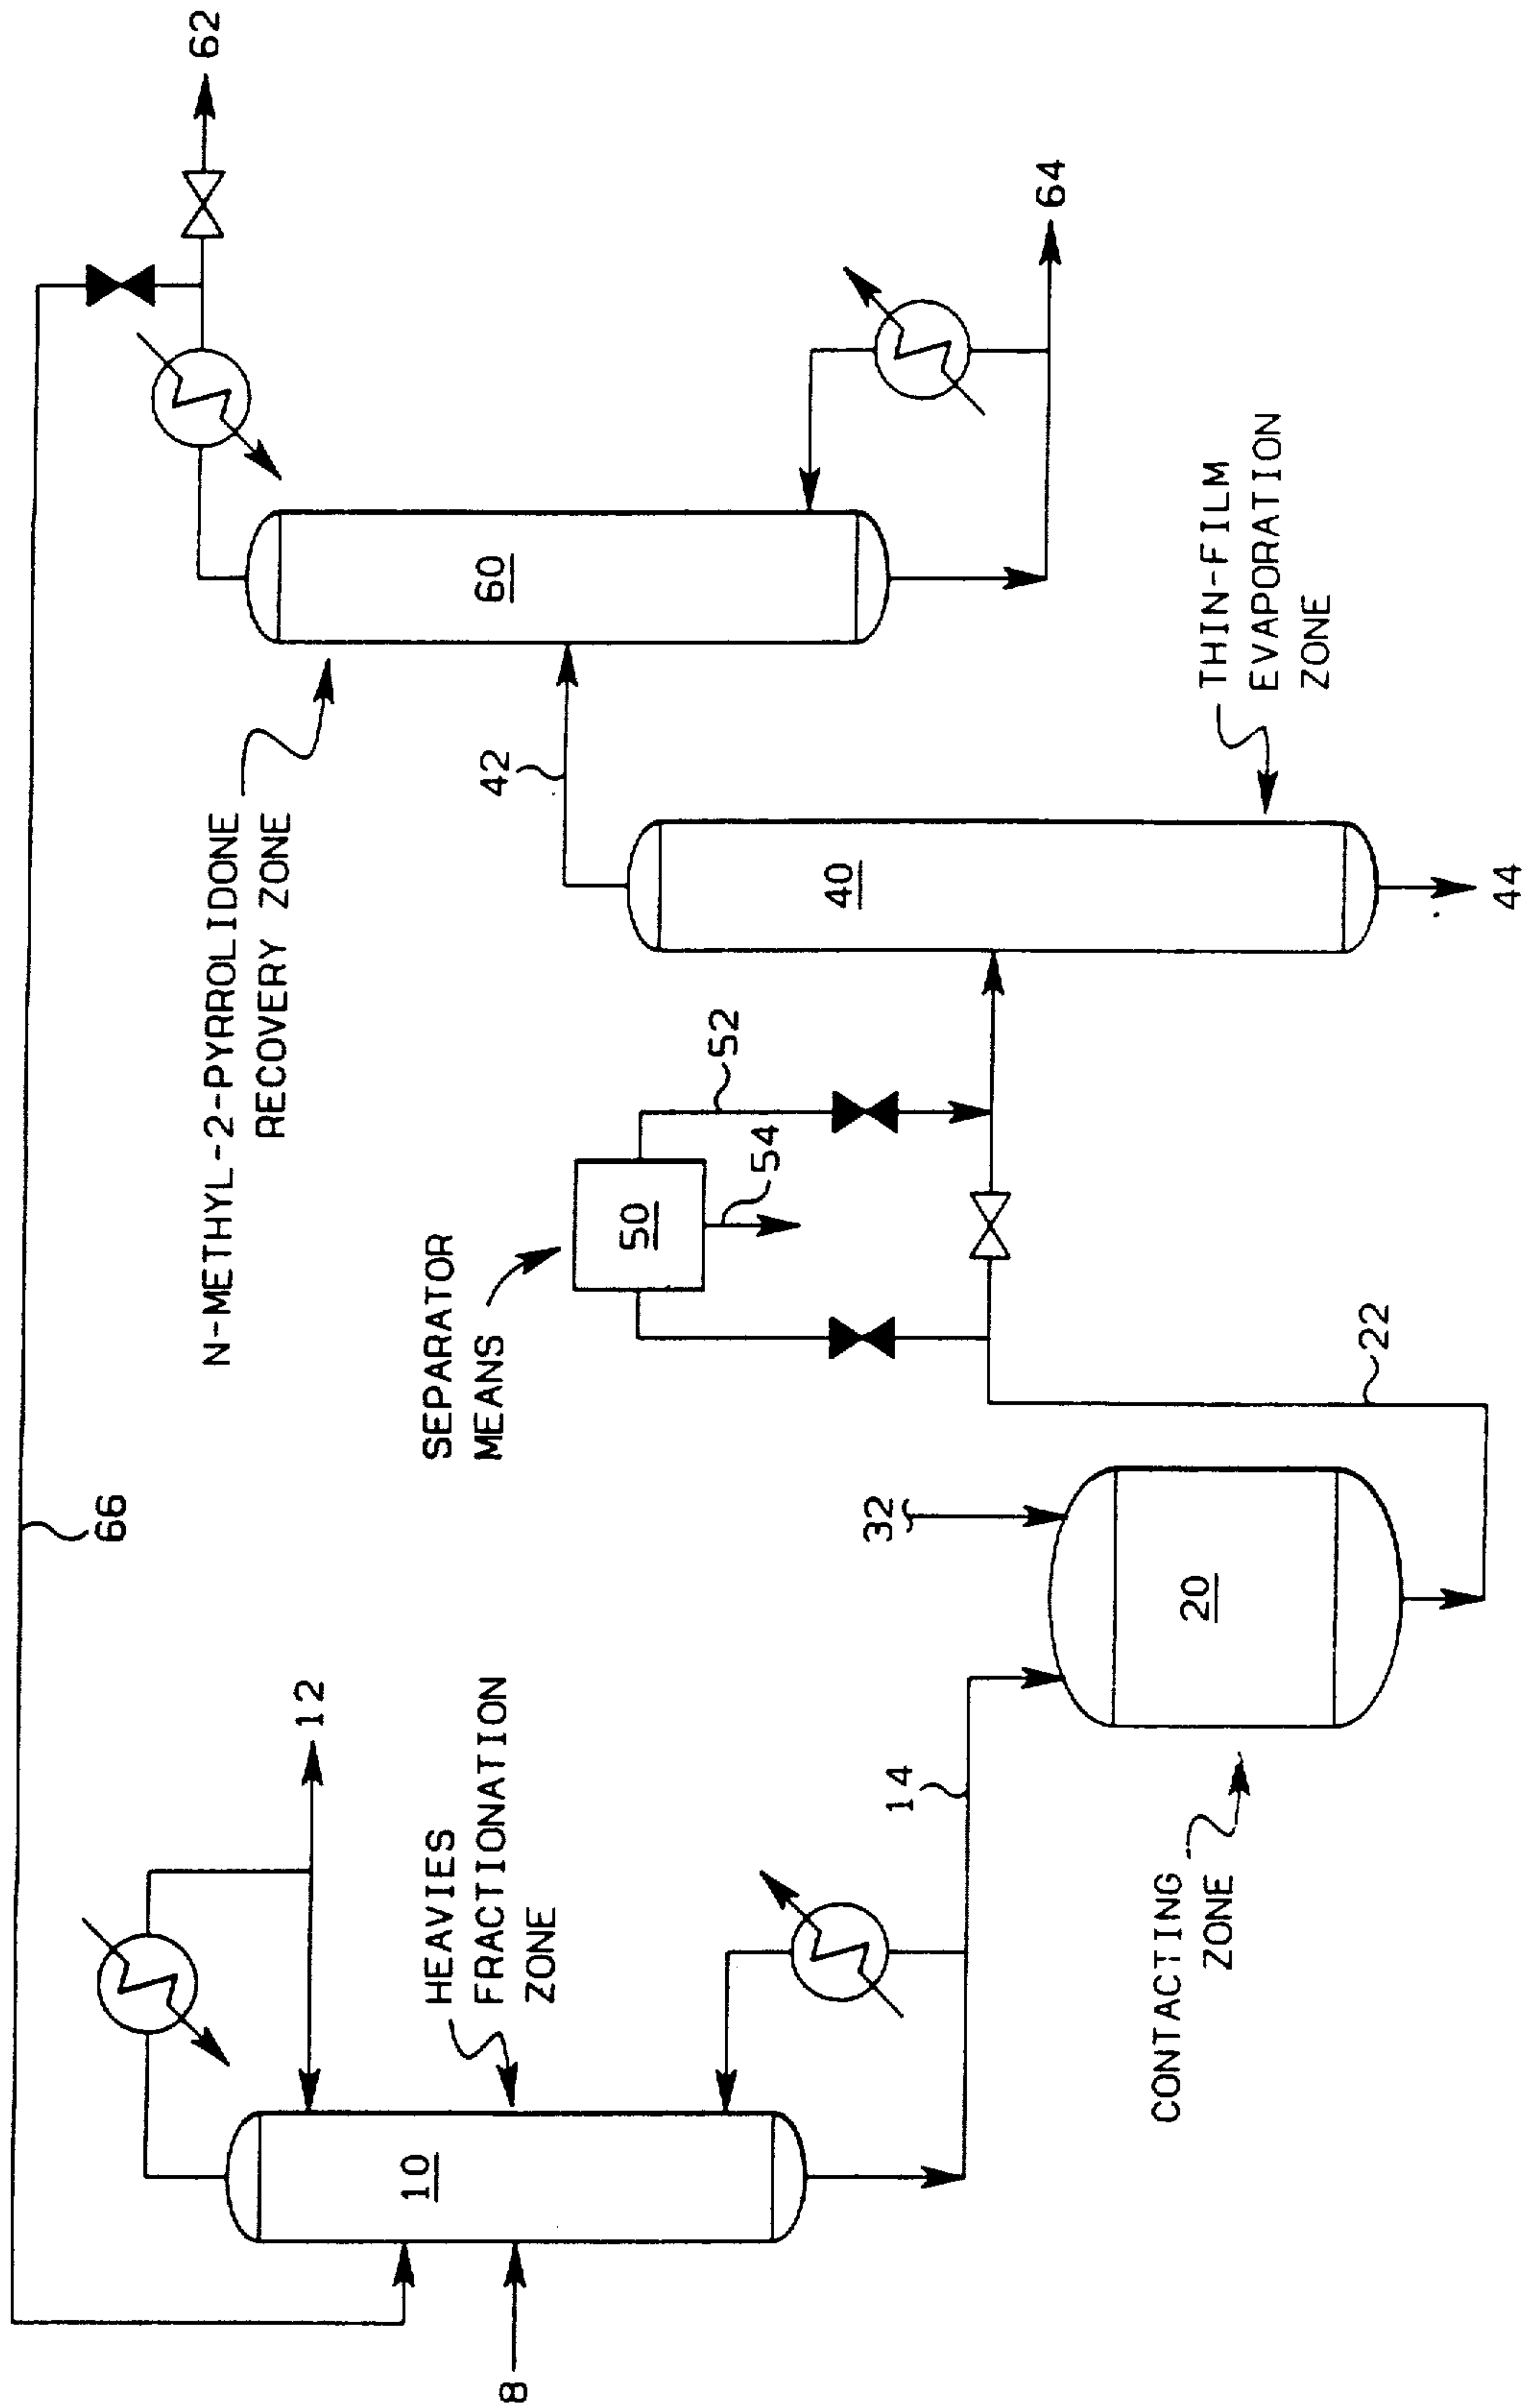 66
62
N-METHYL-2-PYRROLIDONE
RECOVERY ZONE
12
10
HEAVIES
FRACTIONATION
ZONE
8
14
SEPARATOR
MEANS
50
52
54
32
20
CONTACTING
ZONE
22
42
40
44
60
64
THIN-FILM
EVAPORATION
ZONE